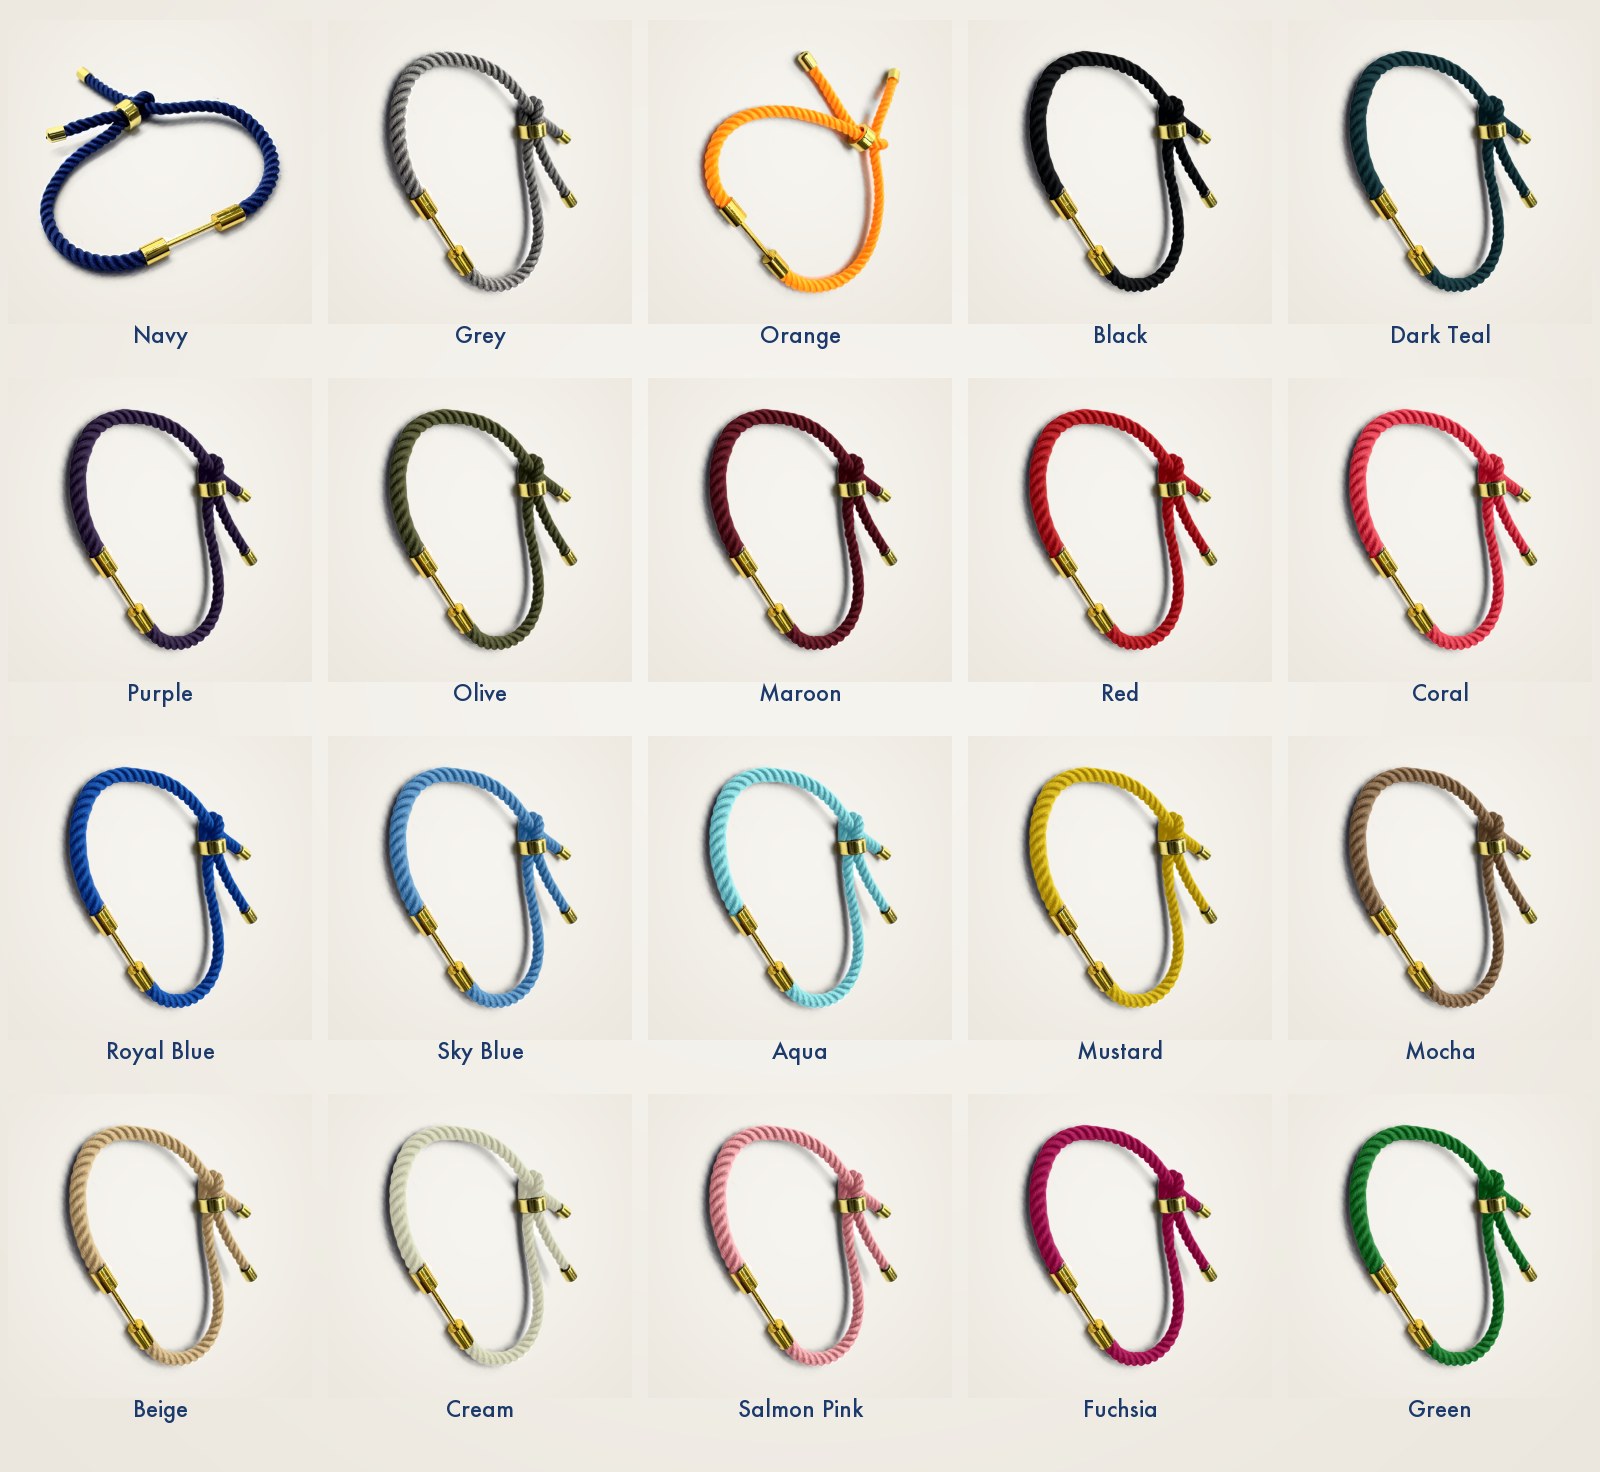 Navy
Grey
Orange
Black
Dark Teal
Purple
Olive
Maroon
Red
Coral
Royal Blue
Sky Blue
Aqua
Mustard
Mocha
Beige
Cream
Salmon Pink
Fuchsia
Green